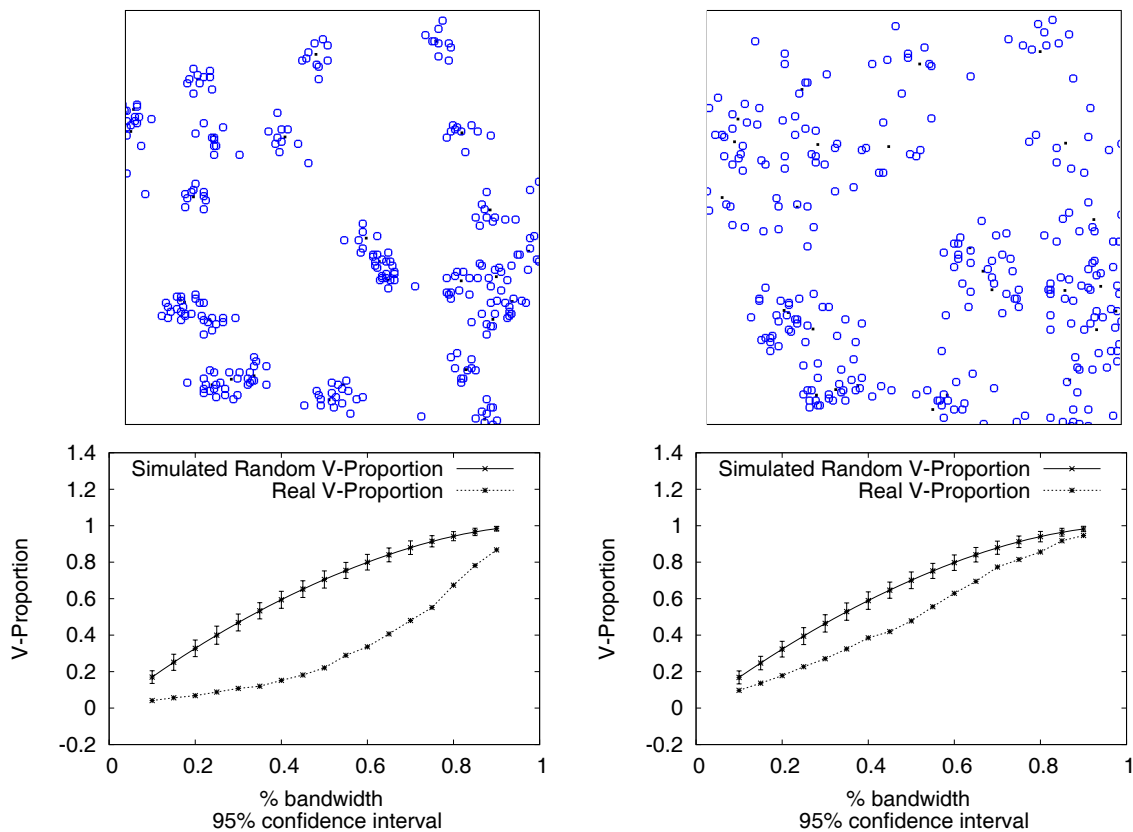 1.4
1.2
1
0.8
0.6
0.4
0.2
0
-0.2
V-Proportion
Simulated Random V-Proportion
Real V-Proportion
0 0.2 0.4 0.6 0.8 1
% bandwidth
95% confidence interval
1.4
1.2
1
0.8
0.6
0.4
0.2
0
-0.2
V-Proportion
Simulated Random V-Proportion
Real V-Proportion
0 0.2 0.4 0.6 0.8 1
% bandwidth
95% confidence interval